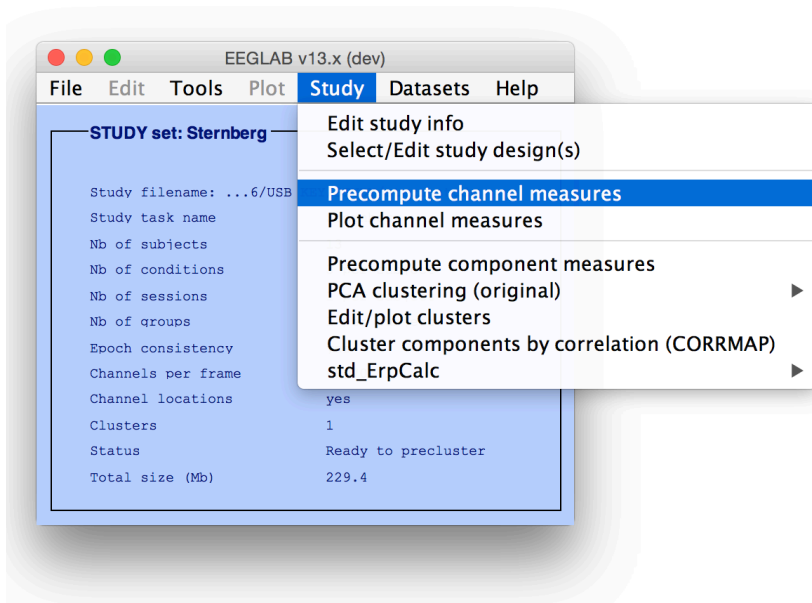 EEGLAB v13.x (dev)
File Edit Tools Plot Study Datasets Help
Edit study info
Select/Edit study design(s)
Precompute channel measures
Plot channel measures
Precompute component measures
PCA clustering (original)
Edit/plot clusters
Cluster components by correlation (CORRMAP)
std_ErpCalc
STUDY set: Sternberg
Study filename: ...6/USB
Study task name
Nb of subjects
Nb of conditions
Nb of sessions
Nb of groups
Epoch consistency
Channels per frame
Channel locations yes
Clusters 1
Status Ready to precluster
Total size (Mb) 229.4